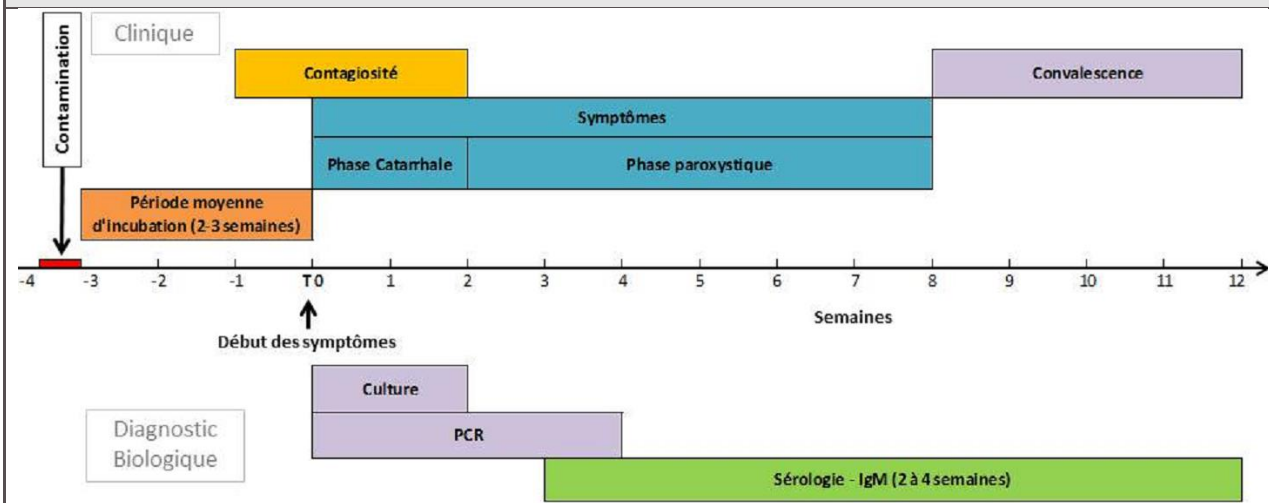 Contamination
Clinique
Contagiosité
Convalescence
Symptômes
Phase Catarrhale
Phase paroxystique
Période moyenne
d'incubation (2-3 semaines)
-4 -3 -2 -1 T0 1 2 3 4 5 6 7 8 9 10 11 12
Semaines
Début des symptômes
Culture
Diagnostic
Biologique
PCR
Sérologie - IgM (2 à 4 semaines)